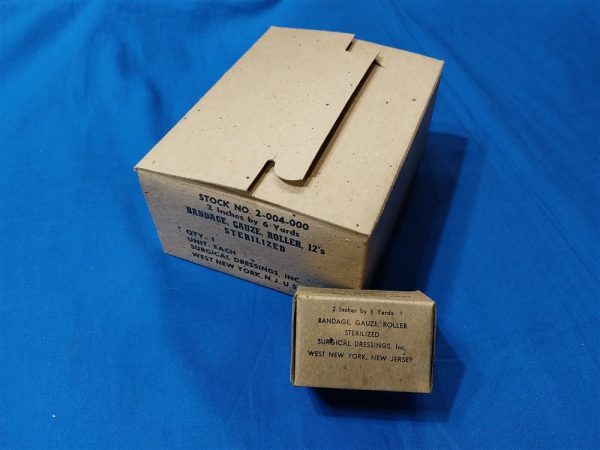 STOCK NO. 2-004-000
2 Inches by 6 Yards
BANDAGE, GAUZE, ROLLER, 12's
STERILIZED
QTY. 1
UNIT EACH
SURGICAL DRESSINGS, INC.
WEST NEW YORK, N. J. U.S.
2 Inches by 6 Yards
BANDAGE, GAUZE, ROLLER
STERILIZED
SURGICAL DRESSINGS, Inc.
WEST NEW YORK, NEW JERSEY